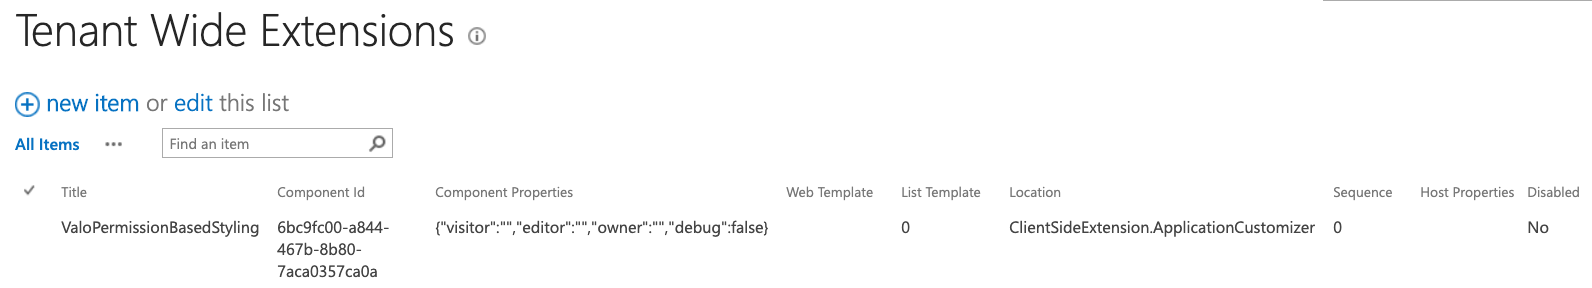 Tenant Wide Extensions
new item or edit this list
All Items ••• Find an item
Title Component Id Component Properties Web Template List Template Location Sequence Host Properties Disabled
ValoPermissionBasedStyling 6bc9fc00-a844- {"visitor":"","editor":"","owner":"","debug":false} 0 ClientSideExtension.ApplicationCustomizer 0 No
467b-8b80-
7aca0357ca0a